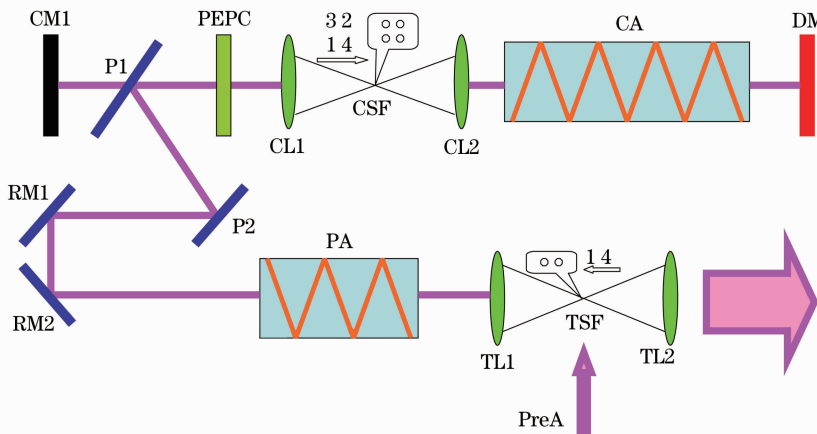 CM1
P1
PEPC
3 2
1 4
CSF
CL1
CL2
CA
DM
RM1
P2
RM2
PA
1 4
TSF
TL1
TL2
PreA